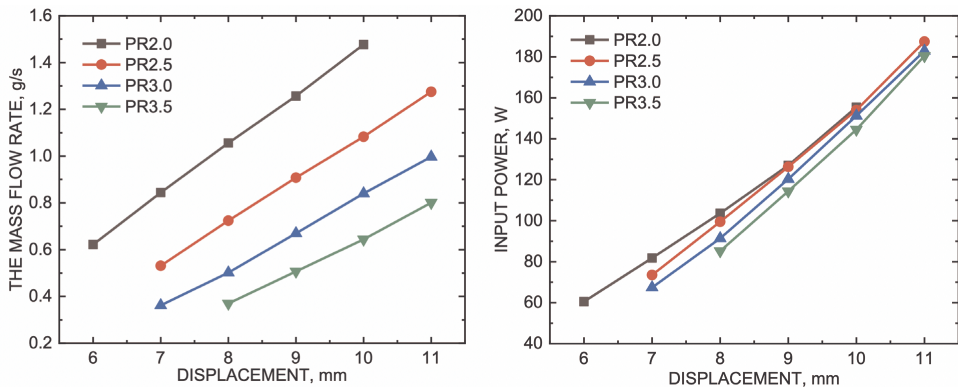 THE MASS FLOW RATE, g/s
1.6
1.4
1.2
1.0
0.8
0.6
0.4
0.2
PR2.0
PR2.5
PR3.0
PR3.5
6 7 8 9 10 11
DISPLACEMENT, mm
INPUT POWER, W
200
180
160
140
120
100
80
60
40
PR2.0
PR2.5
PR3.0
PR3.5
6 7 8 9 10 11
DISPLACEMENT, mm